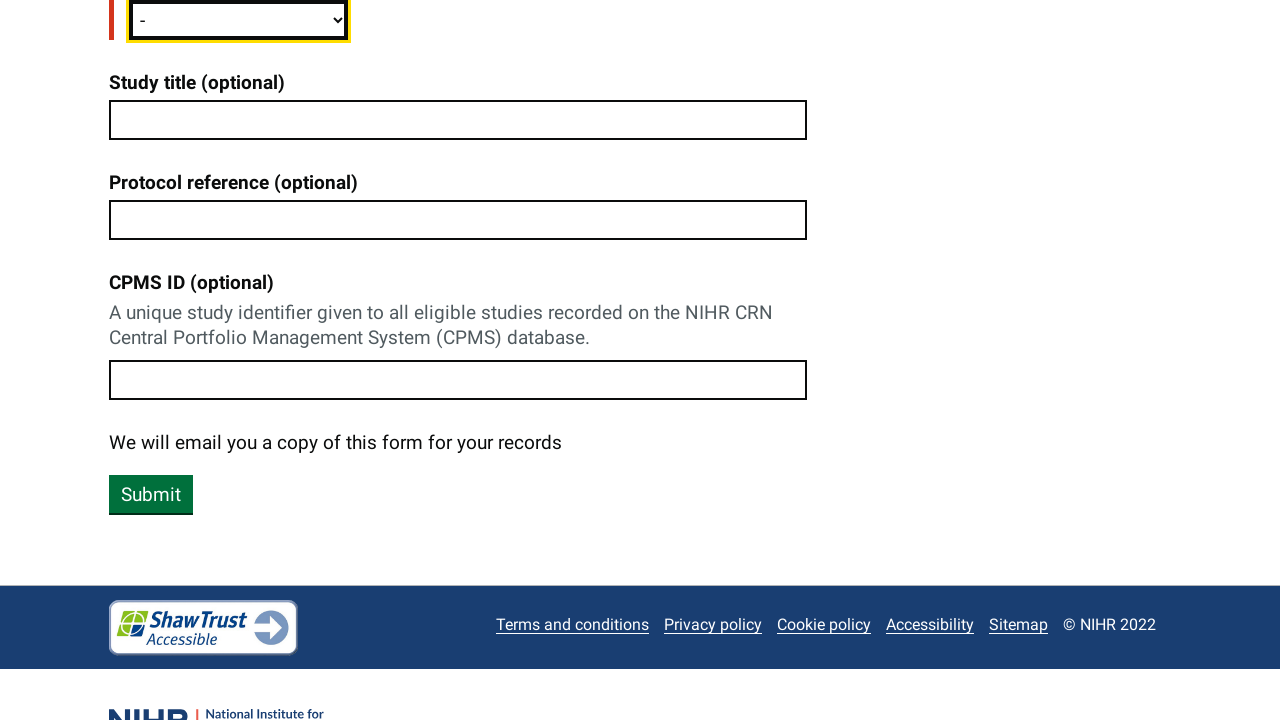 -
Study title (optional)
Protocol reference (optional)
CPMS ID (optional)
A unique study identifier given to all eligible studies recorded on the NIHR CRN
Central Portfolio Management System (CPMS) database.
We will email you a copy of this form for your records
Submit
ShawTrust
Accessible
Terms and conditions Privacy policy Cookie policy Accessibility Sitemap © NIHR 2022
NIHR | National Institute for